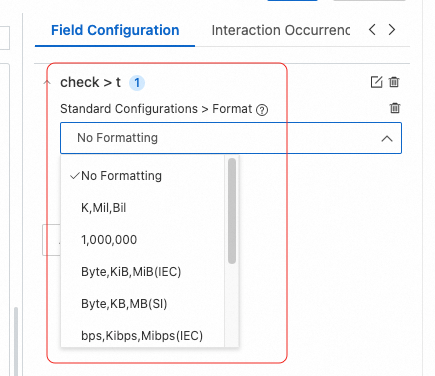 Field Configuration Interaction Occurrenc
check > t 1
Standard Configurations > Format
No Formatting
No Formatting
K,Mil,Bil
1,000,000
Byte,KiB,MiB(IEC)
Byte,KB,MB(SI)
bps,Kibps,Mibps(IEC)